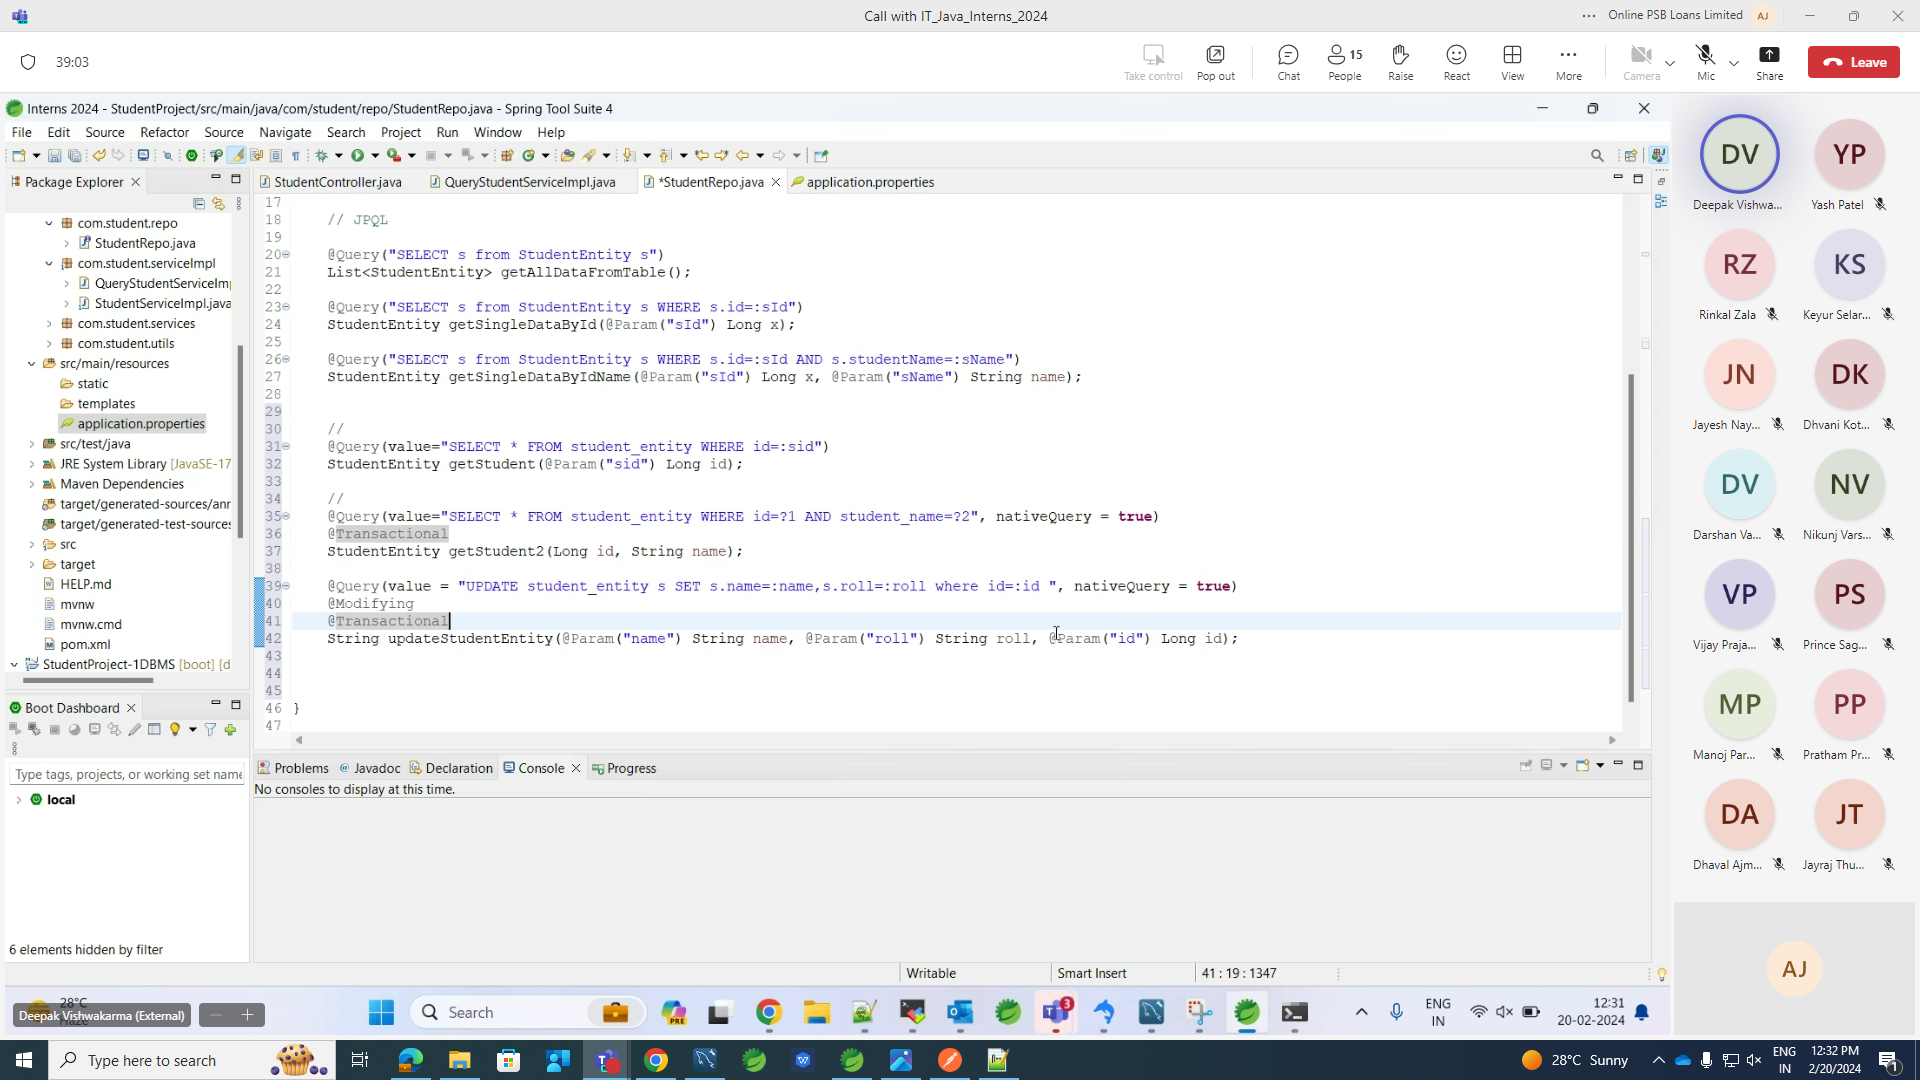 Call with IT_Java_Interns_2024
Online PSB Loans Limited
AJ
39:03
Take control
Pop out
Chat
15
People
Raise
React
View
More
Camera
Mic
Share
Leave
Interns 2024 - StudentProject/src/main/java/com/student/repo/StudentRepo.java - Spring Tool Suite 4
File Edit Source Refactor Source Navigate Search Project Run Window Help
Package Explorer
StudentController.java
QueryStudentServiceImpl.java
*StudentRepo.java
application.properties
com.student.repo
StudentRepo.java
com.student.serviceImpl
QueryStudentServiceIm
StudentServiceImpl.java
com.student.services
com.student.utils
src/main/resources
static
templates
application.properties
src/test/java
JRE System Library [JavaSE-17
Maven Dependencies
target/generated-sources/anr
target/generated-test-sources
src
target
HELP.md
mvnw
mvnw.cmd
pom.xml
StudentProject-1DBMS [boot] [d
17
18 // JPQL
19
20 @Query("SELECT s from StudentEntity s")
21 List<StudentEntity> getAllDataFromTable();
22
23 @Query("SELECT s from StudentEntity s WHERE s.id=:sId")
24 StudentEntity getSingleDataById(@Param("sId") Long x);
25
26 @Query("SELECT s from StudentEntity s WHERE s.id=:sId AND s.studentName=:sName")
27 StudentEntity getSingleDataByIdName(@Param("sId") Long x, @Param("sName") String name);
28
29
30 //
31 @Query(value="SELECT * FROM student_entity WHERE id=:sid")
32 StudentEntity getStudent(@Param("sid") Long id);
33
34 //
35 @Query(value="SELECT * FROM student_entity WHERE id=?1 AND student_name=?2", nativeQuery = true)
36 @Transactional
37 StudentEntity getStudent2(Long id, String name);
38
39 @Query(value = "UPDATE student_entity s SET s.name=:name,s.roll=:roll where id=:id ", nativeQuery = true)
40 @Modifying
41 @Transactional
42 String updateStudentEntity(@Param("name") String name, @Param("roll") String roll, @Param("id") Long id);
43
44
45
46 }
47
Boot Dashboard
Type tags, projects, or working set name
local
6 elements hidden by filter
Problems
Javadoc
Declaration
Console
Progress
No consoles to display at this time.
Writable
Smart Insert
41 : 19 : 1347
DV
Deepak Vishwa...
YP
Yash Patel
RZ
Rinkal Zala
KS
Keyur Selar...
JN
Jayesh Nay...
DK
Dhvani Kot...
DV
Darshan Va...
NV
Nikunj Vars...
VP
Vijay Praja...
PS
Prince Sag...
MP
Manoj Par...
PP
Pratham Pr...
DA
Dhaval Ajm...
JT
Jayraj Thu...
AJ
28°C
Deepak Vishwakarma (External)
Search
PRE
3
ENG
IN
12:31
20-02-2024
Type here to search
28°C Sunny
ENG
IN
12:32 PM
2/20/2024
1